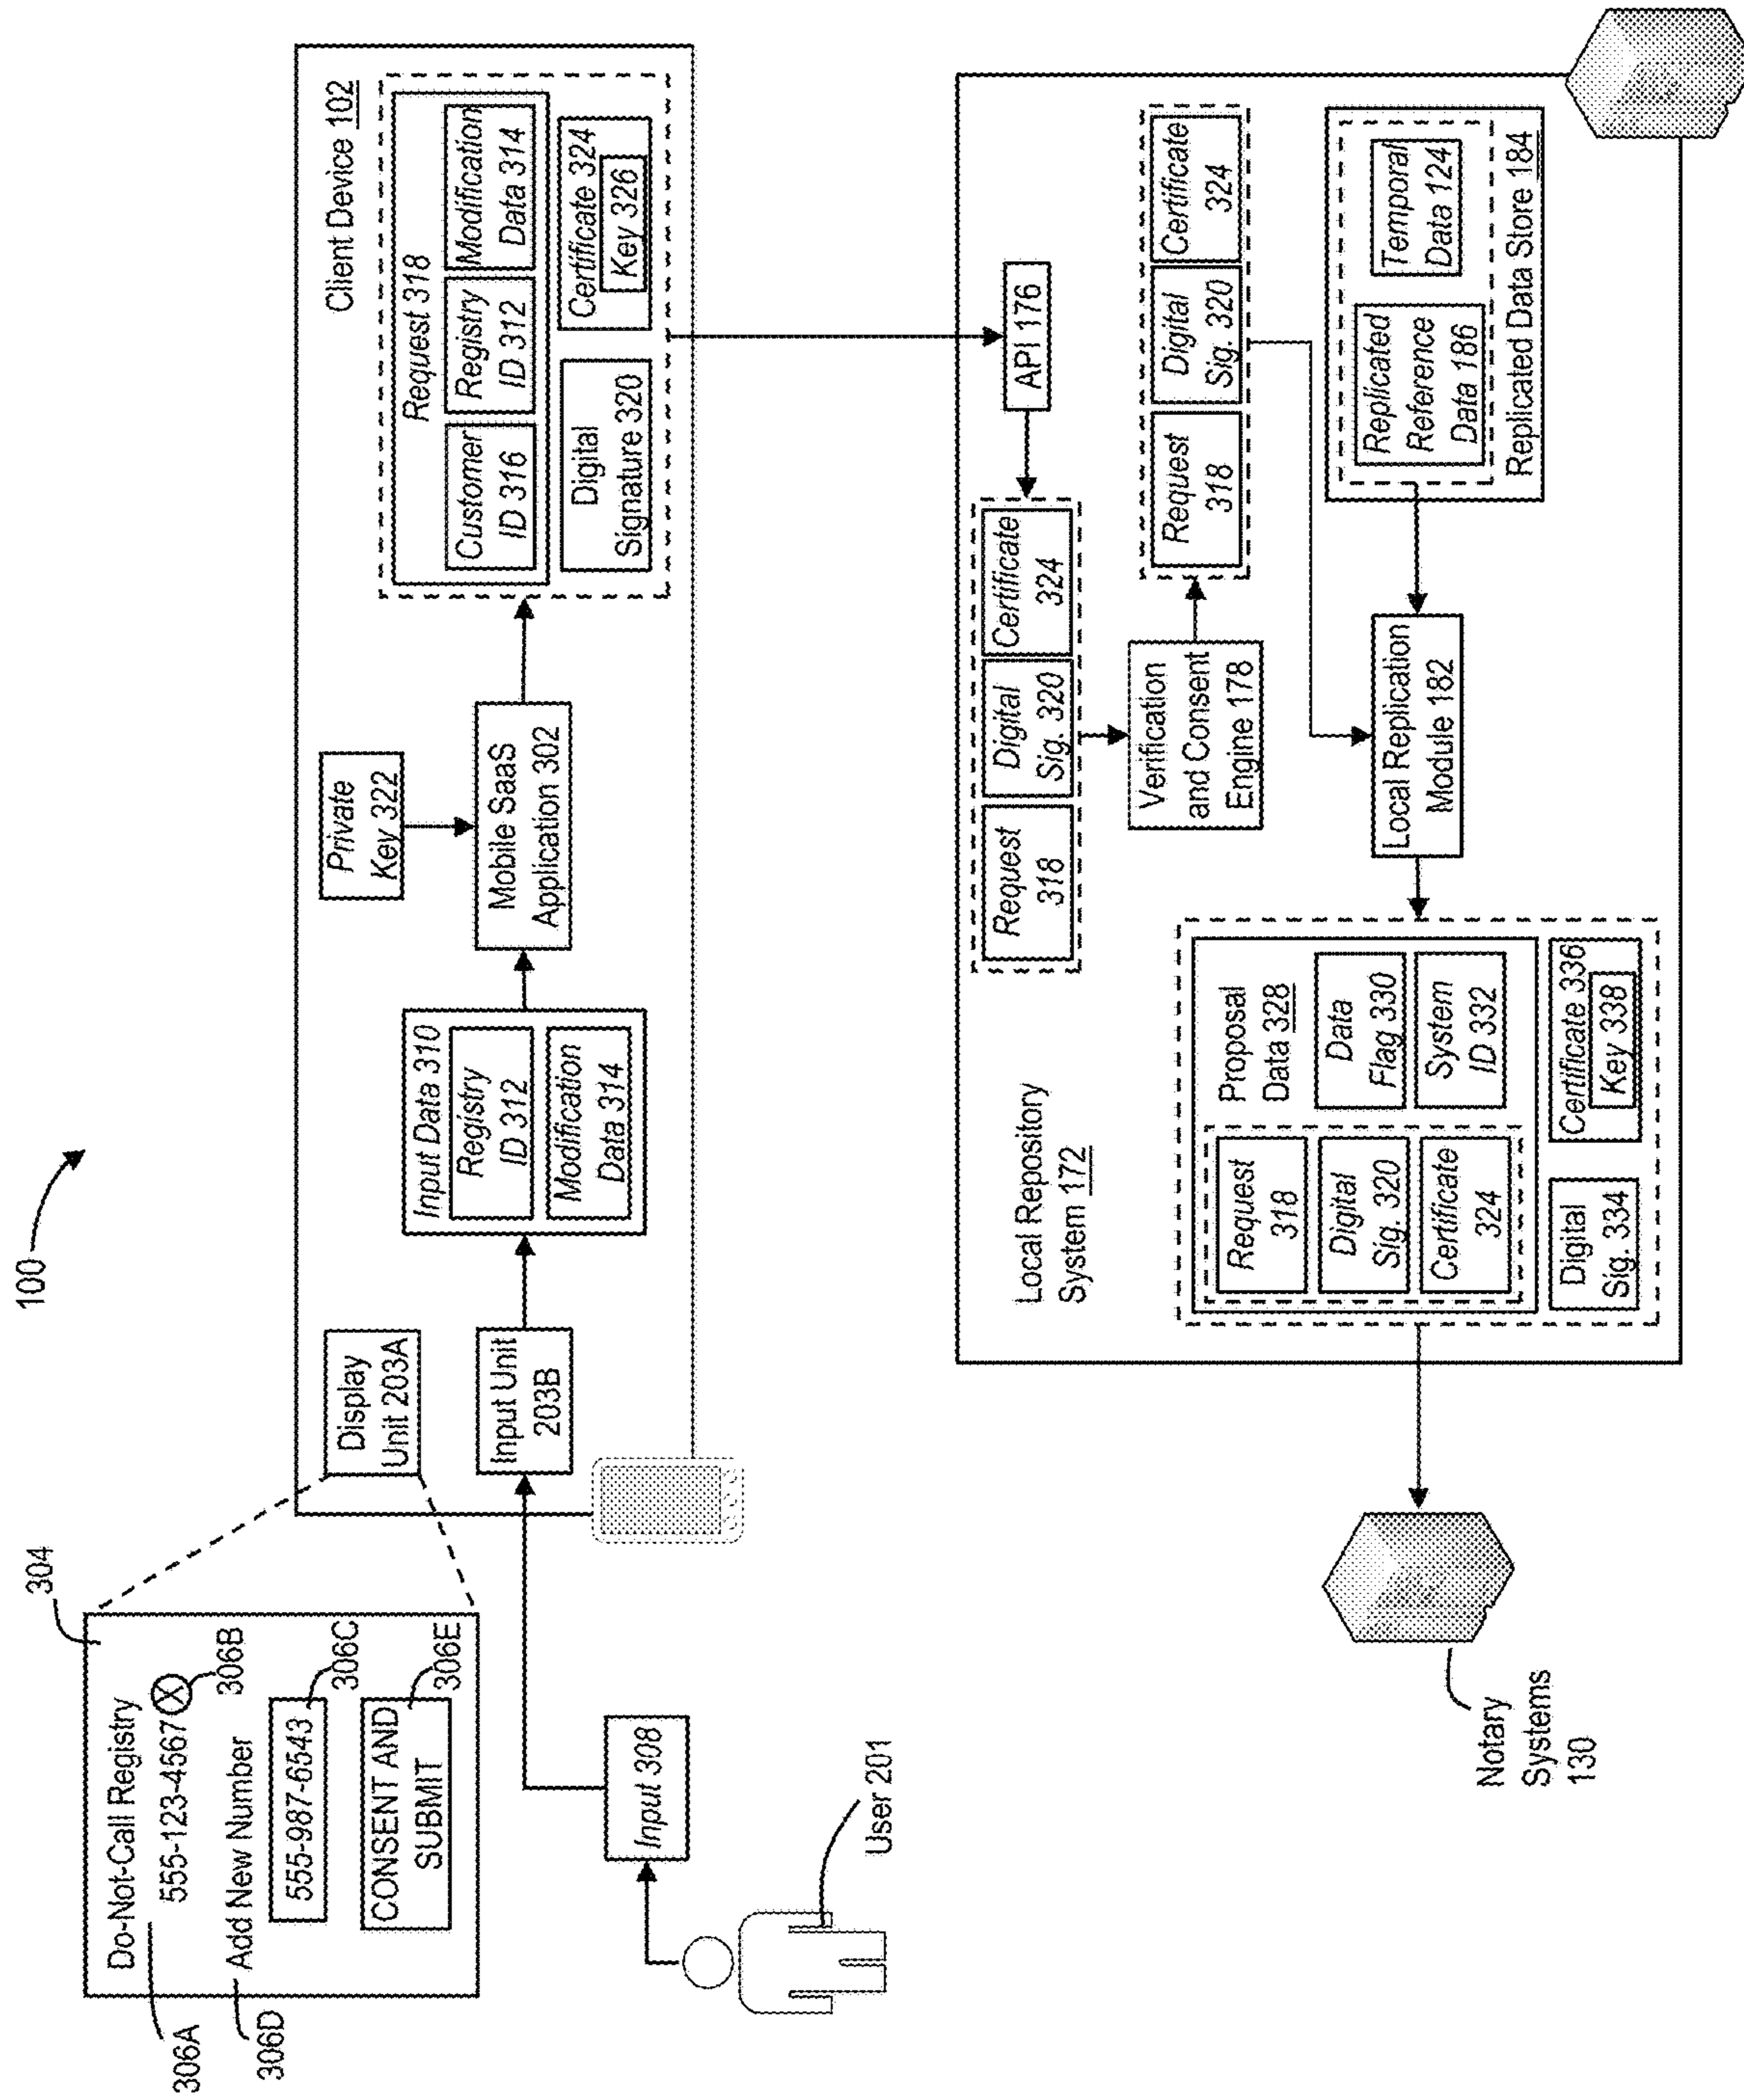 100
304
Do-Not-Call Registry
306A
555-123-4567
X
306B
306D
Add New Number
555-987-6543
306C
CONSENT AND
SUBMIT
306E
Input 308
User 201
Client Device 102
Display
Unit 203A
Input Unit
203B
Input Data 310
Registry
ID 312
Modification
Data 314
Private
Key 322
Mobile SaaS
Application 302
Request 318
Customer
ID 316
Registry
ID 312
Modification
Data 314
Digital
Signature 320
Certificate 324
Key 326
Local Repository
System 172
API 176
Request
318
Digital
Sig. 320
Certificate
324
Verification
and Consent
Engine 178
Request
318
Digital
Sig. 320
Certificate
324
Replicated
Reference
Data 186
Temporal
Data 124
Replicated Data Store 184
Local Replication
Module 182
Proposal
Data 328
Request
318
Digital
Sig. 320
Certificate
324
Data
Flag 330
System
ID 332
Digital
Sig. 334
Certificate 336
Key 338
Notary
Systems
130